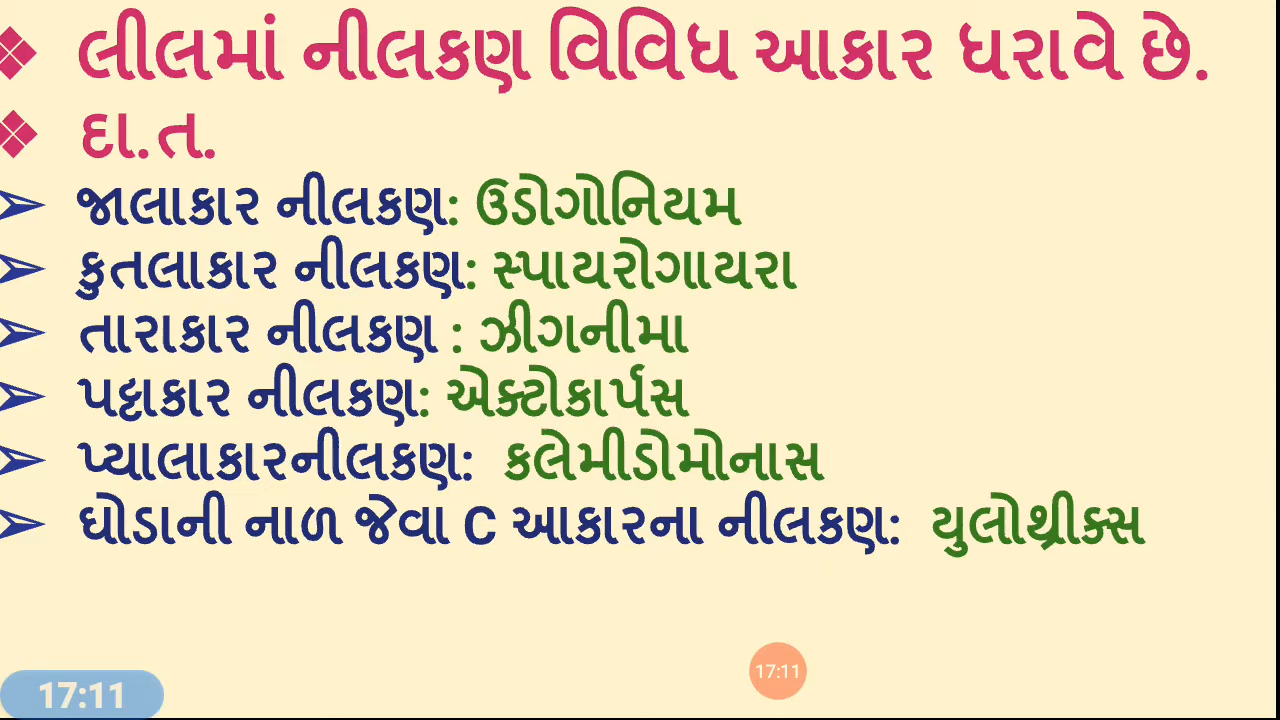 ❖ લીલમાં નીલકણ વિવિધ આકાર ધરાવે છે.
❖ દા.ત.
➢ જાલાકાર નીલકણ: ઉડોગોનિયમ
➢ કુતલાકાર નીલકણ: સ્પાયરોગાયરા
➢ તારાકાર નીલકણ : ઝીગનીમા
➢ પટ્ટાકાર નીલકણ: એક્ટોકાર્પસ
➢ પ્યાલાકારનીલકણ: કલેમીડોમોનાસ
➢ ઘોડાની નાળ જેવા C આકારના નીલકણ: યુલોથ્રીક્સ
17:11
17:11